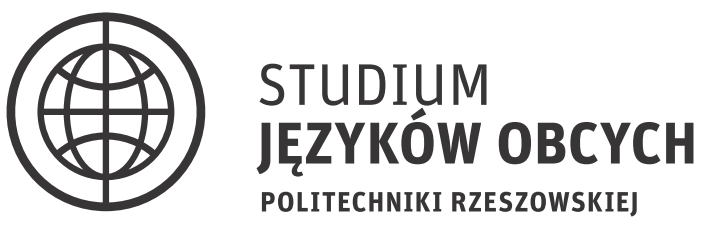 STUDIUM
JĘZYKÓW OBCYCH
POLITECHNIKI RZESZOWSKIEJ